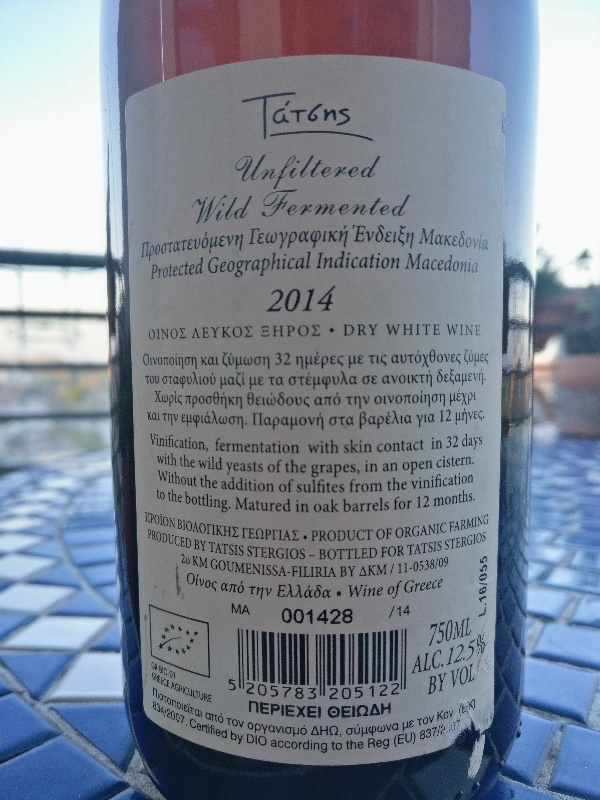 Τάτσης
Unfiltered
Wild Fermented
Προστατευόμενη Γεωγραφική Ένδειξη Μακεδονία
Protected Geographical Indication Macedonia
2014
ΟΙΝΟΣ ΛΕΥΚΟΣ ΞΗΡΟΣ • DRY WHITE WINE
Οινοποίηση και ζύμωση 32 ημέρες με τις αυτόχθονες ζύμες
του σταφυλιού μαζί με τα στέμφυλα σε ανοικτή δεξαμενή.
Χωρίς προσθήκη θειώδους από την οινοποίηση μέχρι
και την εμφιάλωση. Παραμονή στα βαρέλια για 12 μήνες.
Vinification, fermentation with skin contact in 32 days
with the wild yeasts of the grapes, in an open cistern.
Without the addition of sulfites from the vinification
to the bottling. Matured in oak barrels for 12 months.
ΠΡΟΪΟΝ ΒΙΟΛΟΓΙΚΗΣ ΓΕΩΡΓΙΑΣ • PRODUCT OF ORGANIC FARMING
PRODUCED BY TATSIS STERGIOS – BOTTLED FOR TATSIS STERGIOS
2ο KM GOUMENISSA-FILIRIA BY ΔΚΜ / 11-0538/09
Οίνος από την Ελλάδα • Wine of Greece
L.16/055
MA 001428 /14
GR-BIO-01
GREECE AGRICULTURE
5 205783 205122
750ML
ALC.12.5%
BY VOL
ΠΕΡΙΕΧΕΙ ΘΕΙΩΔΗ
Πιστοποιείται από τον οργανισμό ΔΗΩ, σύμφωνα με τον Καν. (ΕΚ)
834/2007. Certified by DIO according to the Reg (EU) 837/2007